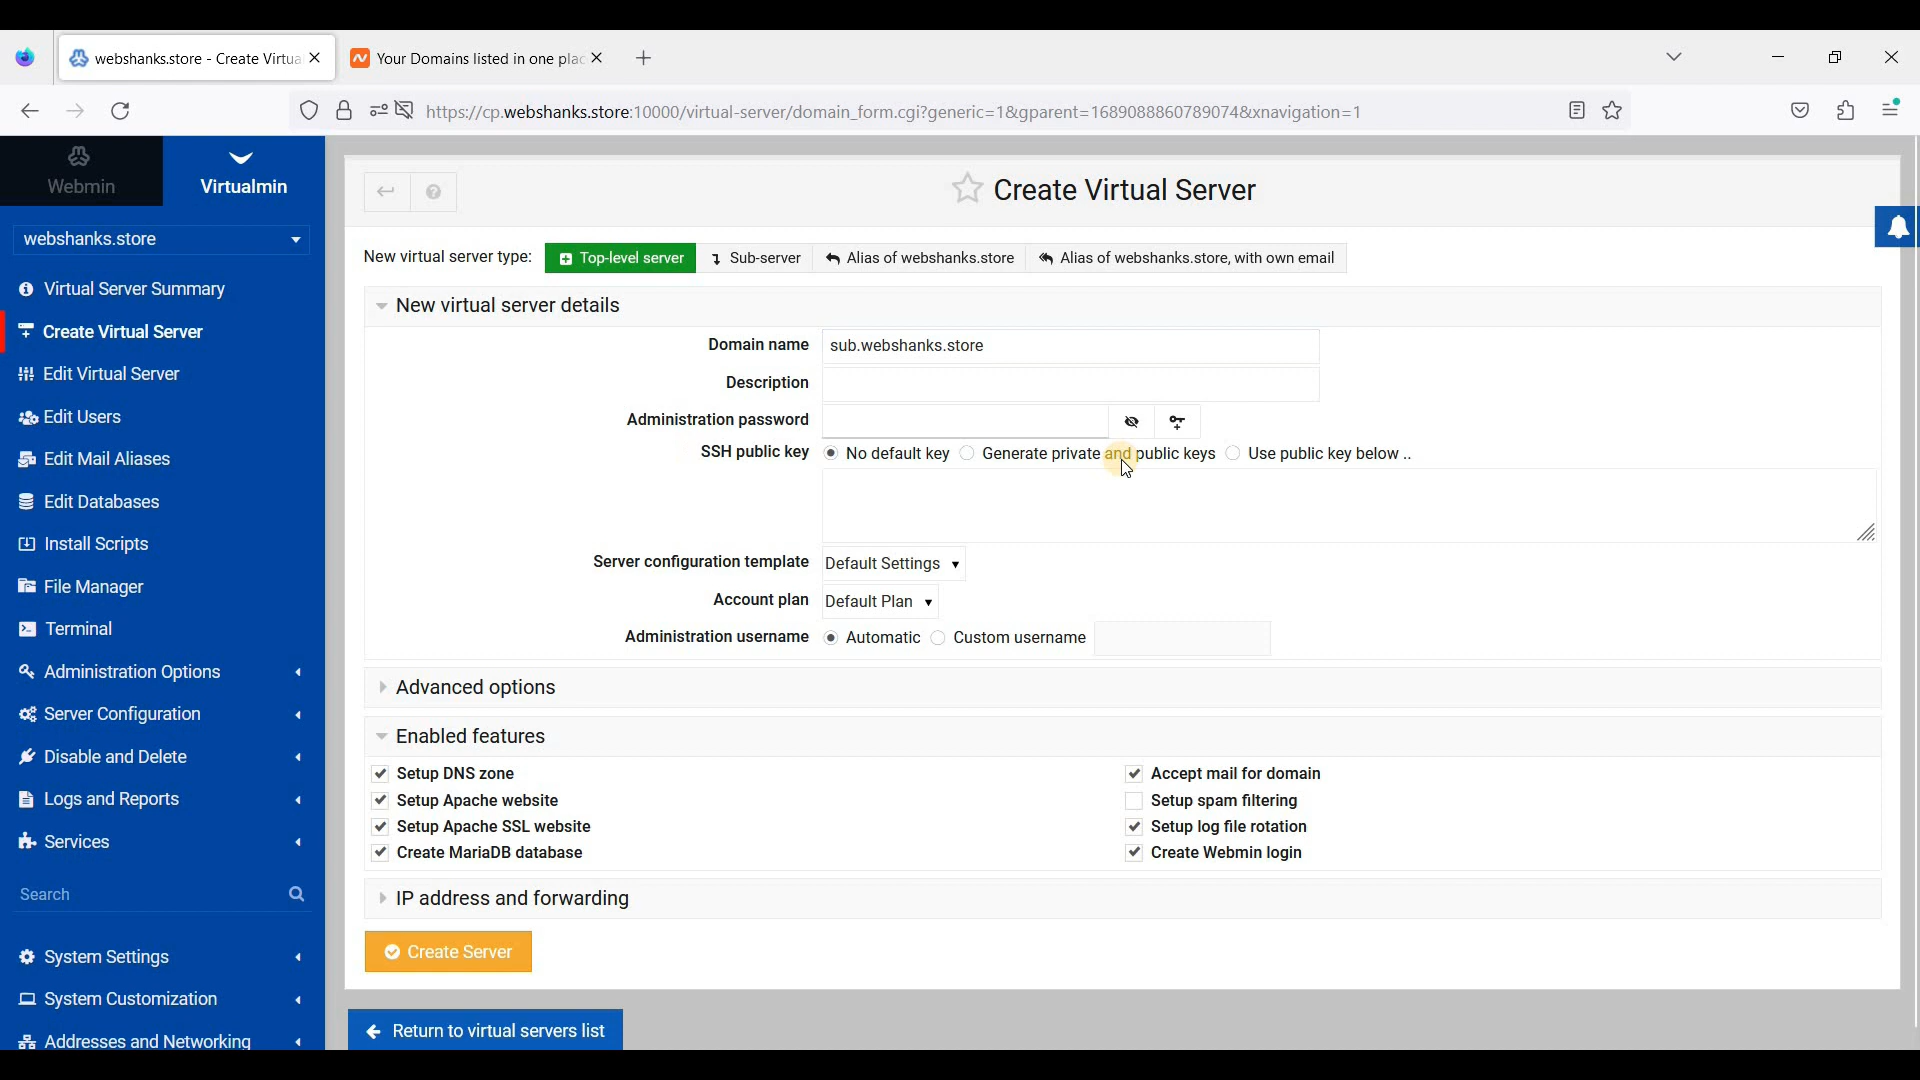 webshanks.store - Create Virtua
Your Domains listed in one plac
https://cp.webshanks.store:10000/virtual-server/domain_form.cgi?generic=1&gparent=1689088860789074&xnavigation=1
Webmin
Virtualmin
webshanks.store
Virtual Server Summary
Create Virtual Server
Edit Virtual Server
Edit Users
Edit Mail Aliases
Edit Databases
Install Scripts
File Manager
Terminal
Administration Options
Server Configuration
Disable and Delete
Logs and Reports
Services
Search
System Settings
System Customization
Addresses and Networking
Create Virtual Server
New virtual server type: Top-level server Sub-server Alias of webshanks.store Alias of webshanks.store, with own email
New virtual server details
Domain name sub.webshanks.store
Description
Administration password
SSH public key No default key Generate private and public keys Use public key below ..
Server configuration template Default Settings
Account plan Default Plan
Administration username Automatic Custom username
Advanced options
Enabled features
Setup DNS zone
Setup Apache website
Setup Apache SSL website
Create MariaDB database
Accept mail for domain
Setup spam filtering
Setup log file rotation
Create Webmin login
IP address and forwarding
Create Server
Return to virtual servers list